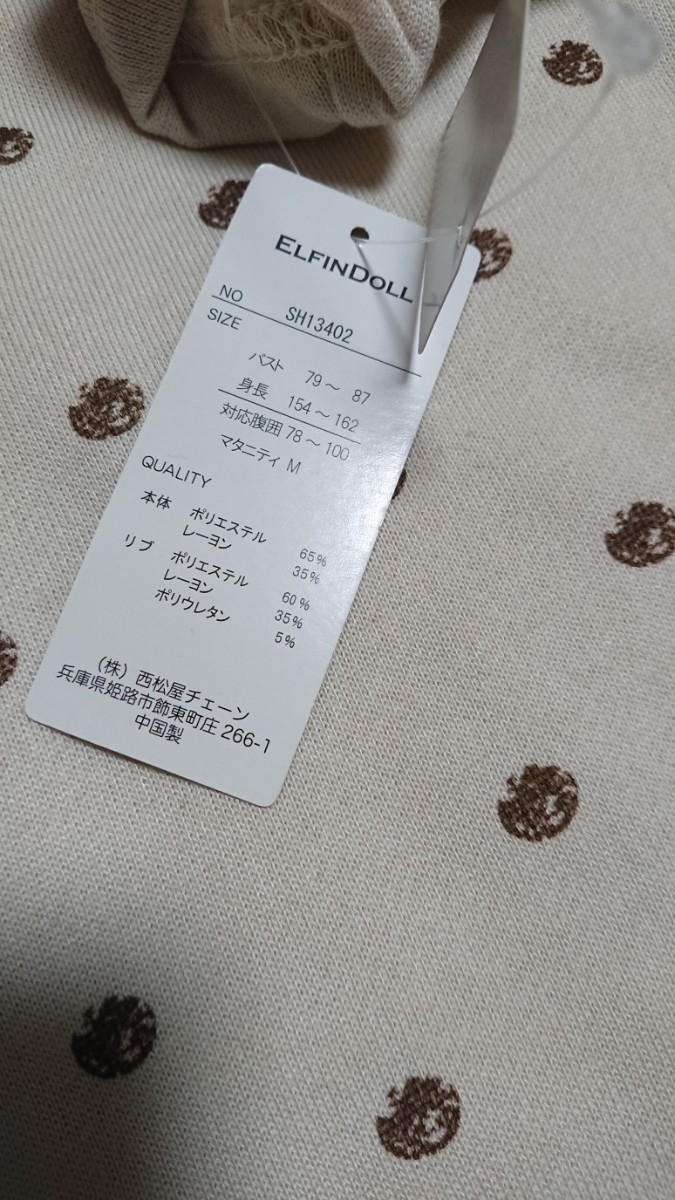 ELFINDOLL
NO SH13402
SIZE
バスト 79～ 87
身長 154～162
対応腹囲 78～100
マタニティ M
QUALITY
本体 ポリエステル 65%
レーヨン 35%
リブ ポリエステル 60%
レーヨン 35%
ポリウレタン 5%
(株) 西松屋チェーン
兵庫県姫路市飾東町庄 266-1
中国製